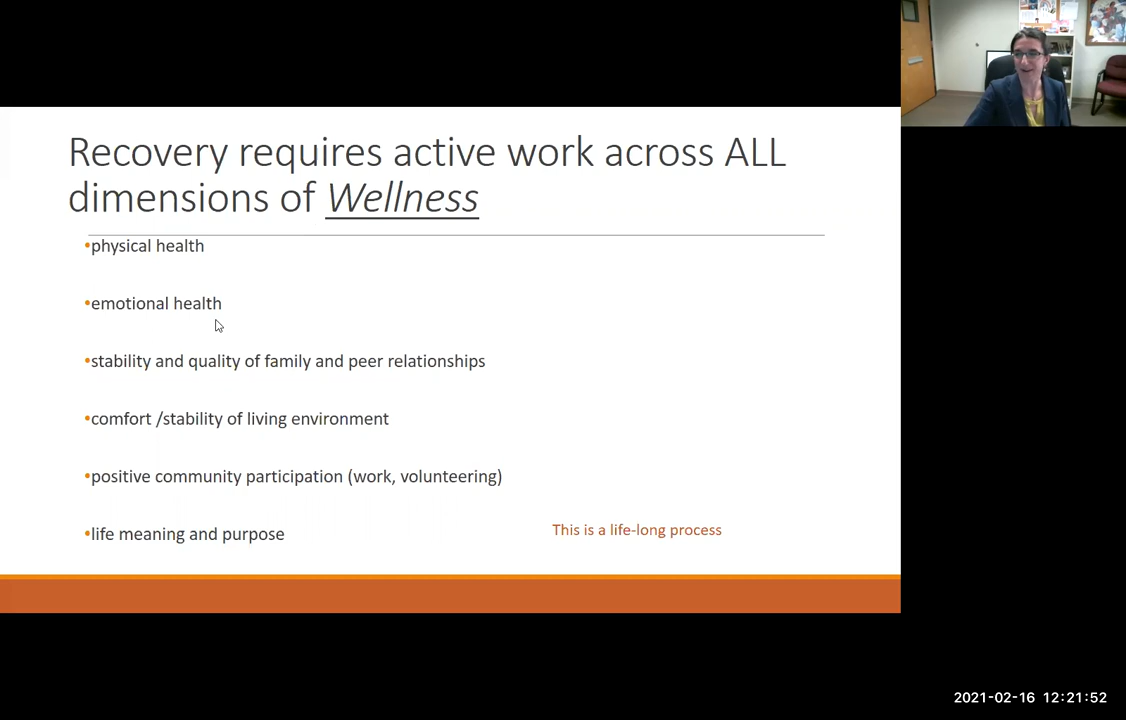 Recovery requires active work across ALL
dimensions of Wellness
•physical health
•emotional health
•stability and quality of family and peer relationships
•comfort /stability of living environment
•positive community participation (work, volunteering)
•life meaning and purpose
This is a life-long process
2021-02-16 12:21:52